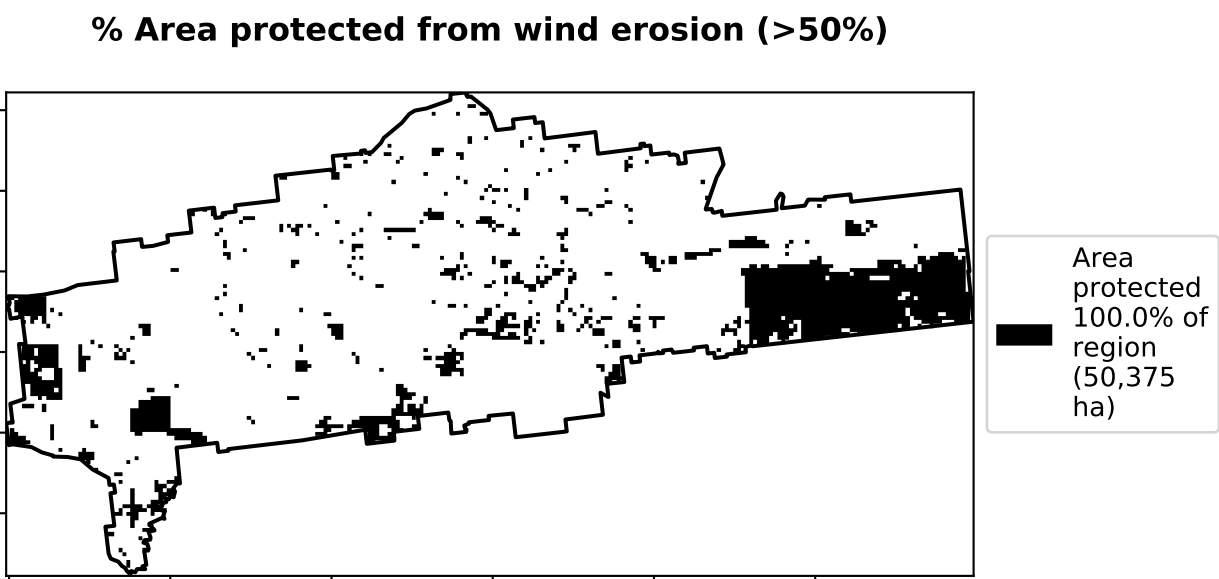 % Area protected from wind erosion (>50%)
Area
protected
100.0% of
region
(50,375
ha)